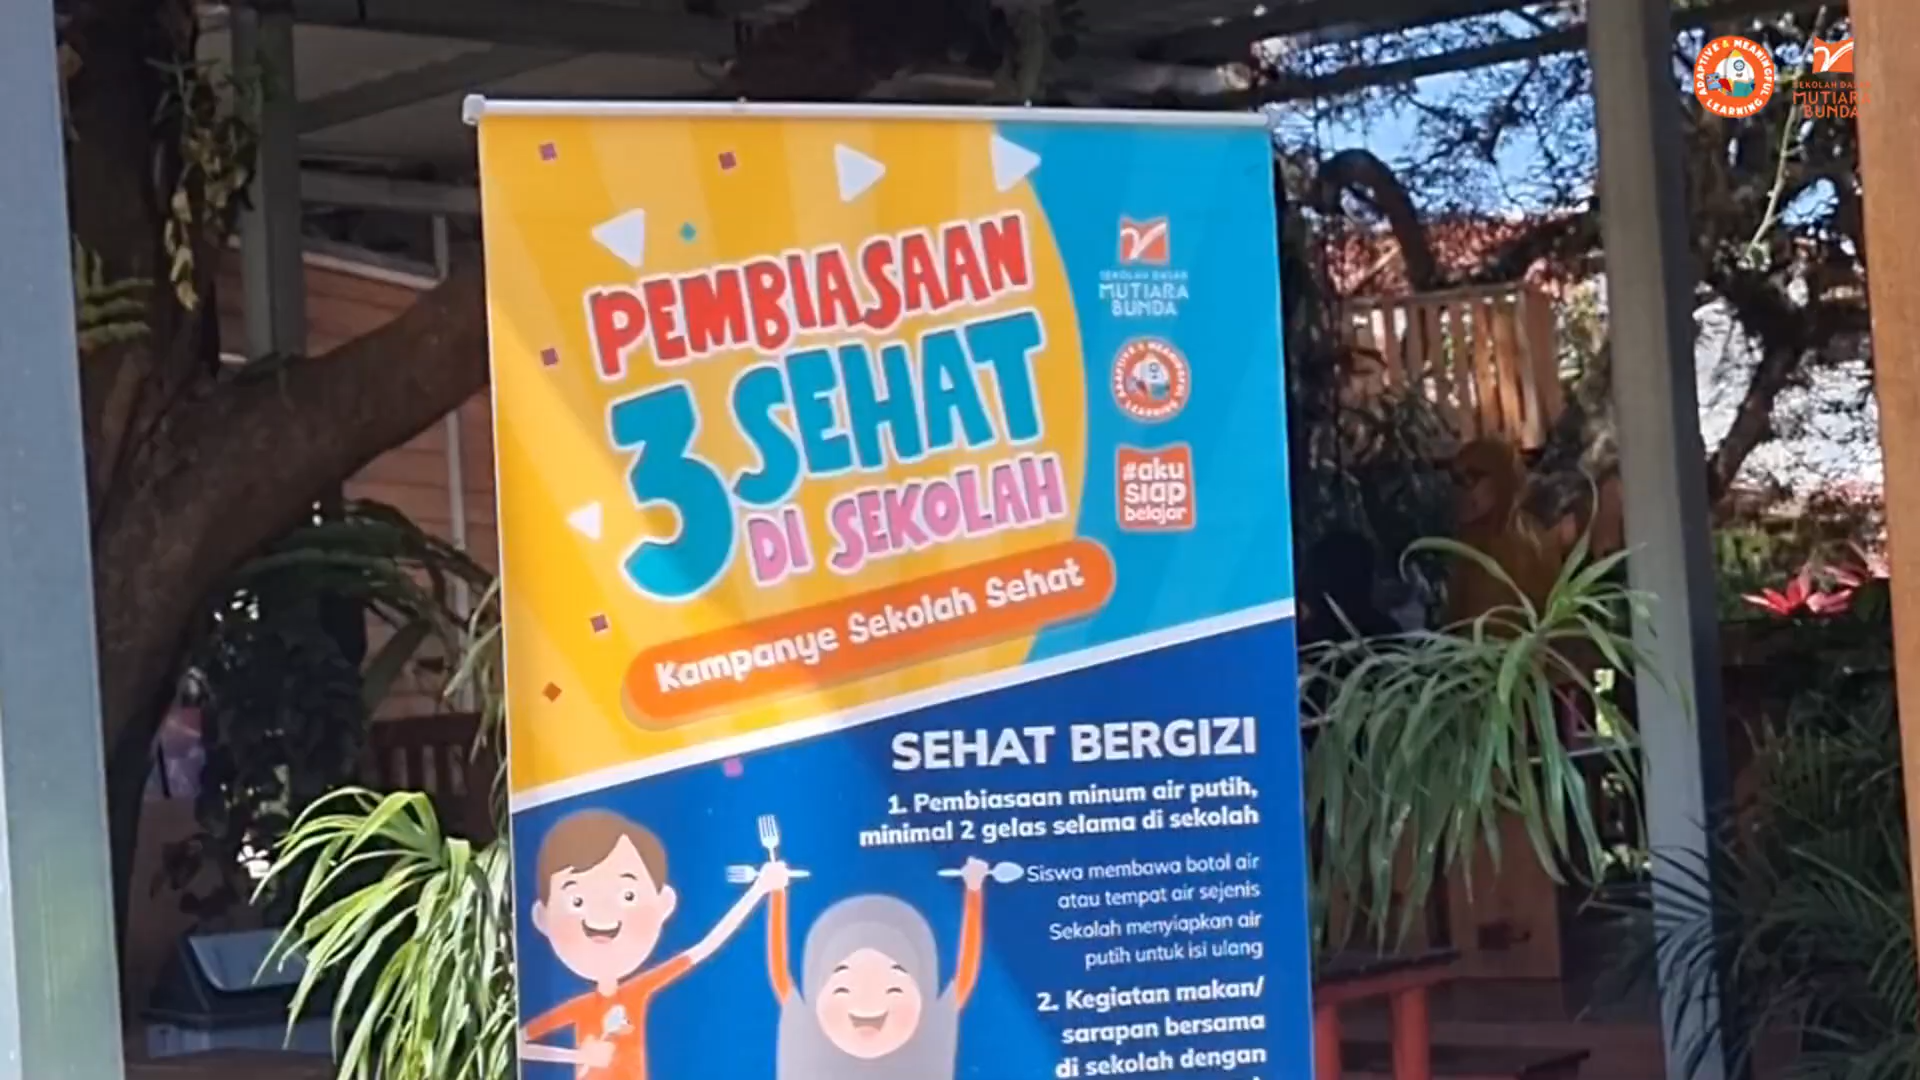 ADAPTIVE & MEANINGFUL LEARNING
SEKOLAH DASAR
MUTIARA
BUNDA
PEMBIASAAN
3 SEHAT
DI SEKOLAH
Kampanye Sekolah Sehat
SEKOLAH DASAR
MUTIARA
BUNDA
ADAPTIVE & MEANINGFUL LEARNING
#aku
siap
belajar
SEHAT BERGIZI
1. Pembiasaan minum air putih,
minimal 2 gelas selama di sekolah
Siswa membawa botol air
atau tempat air sejenis
Sekolah menyiapkan air
putih untuk isi ulang
2. Kegiatan makan/
sarapan bersama
di sekolah dengan